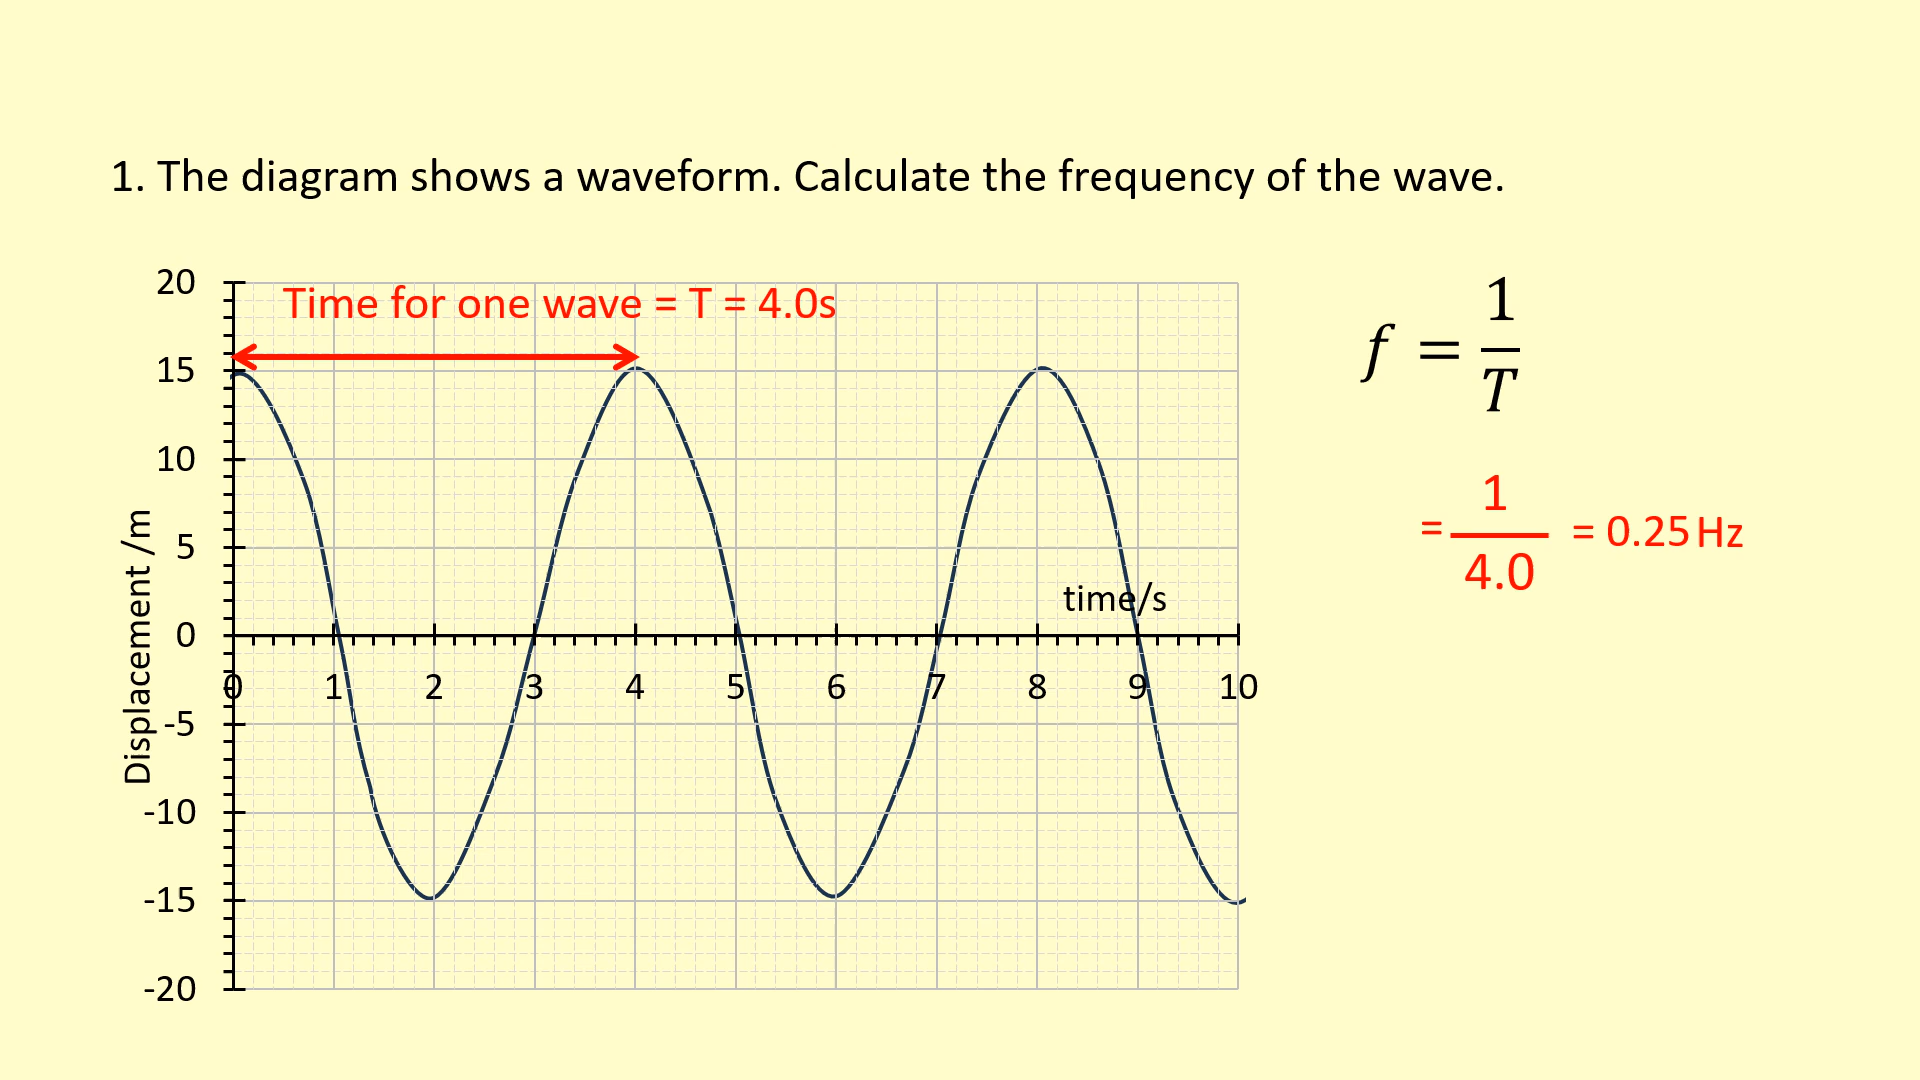 1. The diagram shows a waveform. Calculate the frequency of the wave.
Time for one wave = T = 4.0s
20
15
10
5
0
-5
-10
-15
-20
Displacement /m
time/s
0 1 2 3 4 5 6 7 8 9 10
f = 1/T
= 1/4.0 = 0.25 Hz